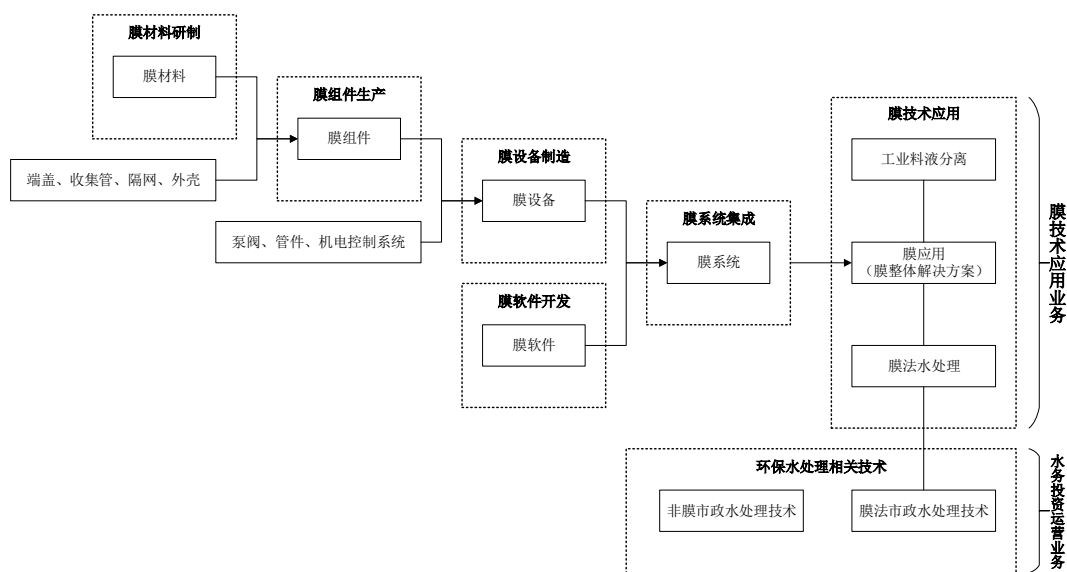 膜材料研制
膜材料
膜组件生产
膜组件
端盖、收集管、隔网、外壳
膜设备制造
膜设备
泵阀、管件、机电控制系统
膜软件开发
膜软件
膜系统集成
膜系统
膜技术应用
工业料液分离
膜应用
（膜整体解决方案）
膜法水处理
膜技术应用业务
环保水处理相关技术
非膜市政水处理技术
膜法市政水处理技术
水务投资运营业务